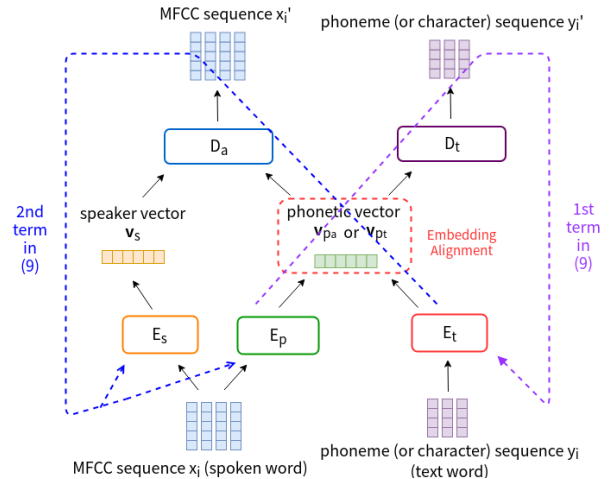 MFCC sequence xi'
phoneme (or character) sequence yi'
Da
Dt
2nd
term
in
(9)
speaker vector
vs
phonetic vector
vpa or vpt
Embedding
Alignment
1st
term
in
(9)
Es
Ep
Et
MFCC sequence xi (spoken word)
phoneme (or character) sequence yi
(text word)